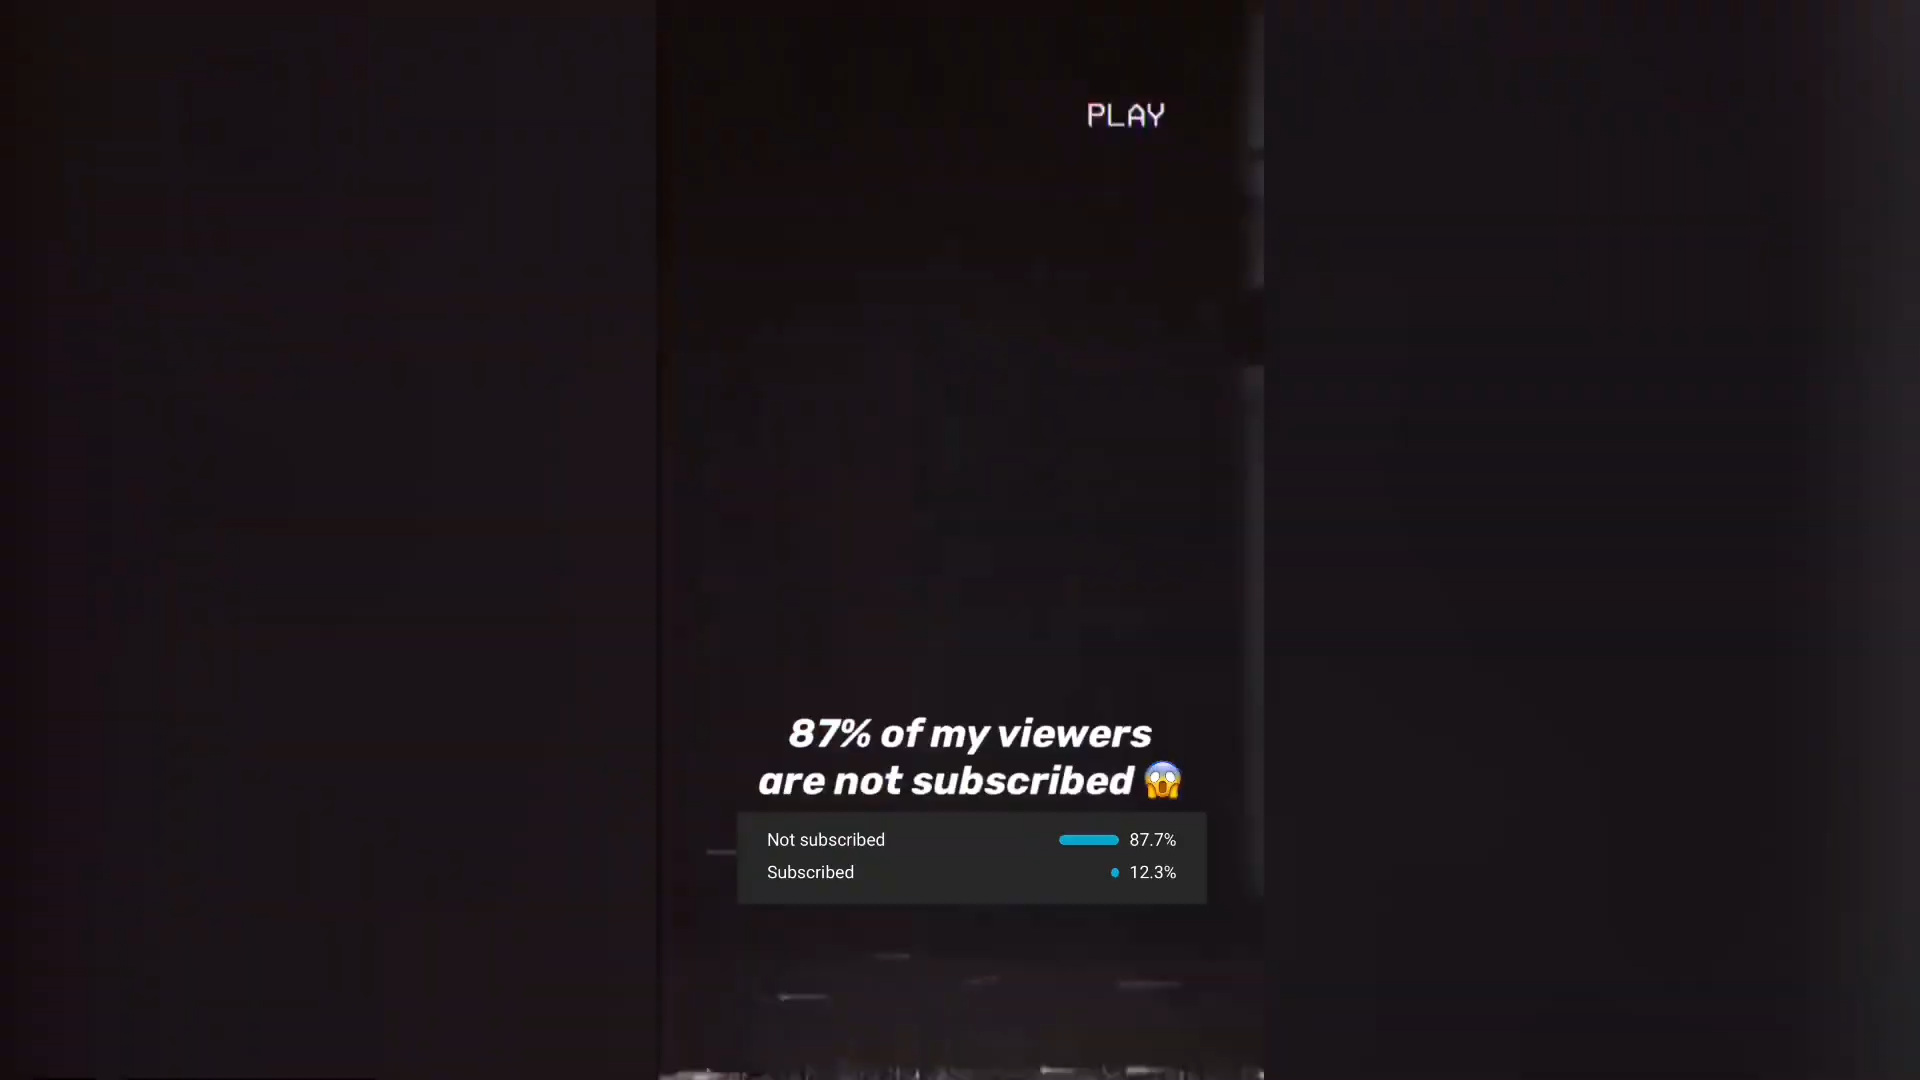 PLAY
87% of my viewers
are not subscribed 😱
Not subscribed 87.7%
Subscribed 12.3%